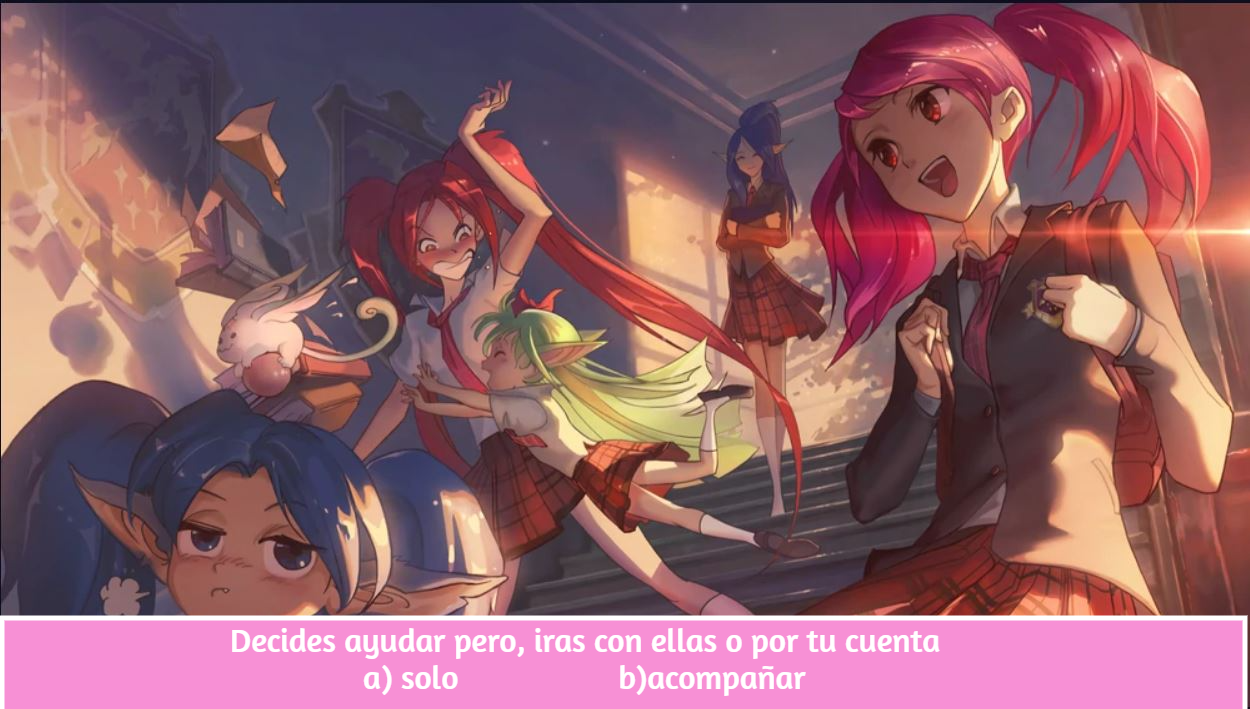 Decides ayudar pero, iras con ellas o por tu cuenta
a) solo b)acompañar